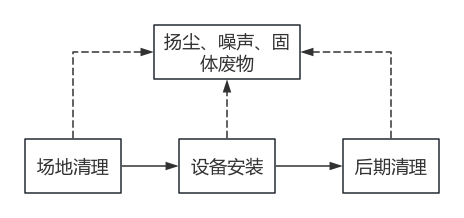 扬尘、噪声、固
体废物
场地清理
设备安装
后期清理